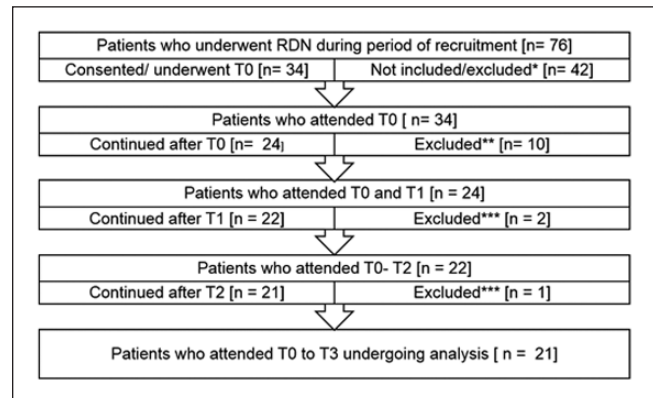 Patients who underwent RDN during period of recruitment [n= 76]
Consented/ underwent T0 [n= 34]
Not included/excluded* [n= 42]
Patients who attended T0 [ n= 34]
Continued after T0 [n=  24]
Excluded** [n= 10]
Patients who attended T0 and T1 [n = 24]
Continued after T1 [n = 22]
Excluded*** [n = 2]
Patients who attended T0- T2 [n = 22]
Continued after T2 [n = 21]
Excluded*** [n = 1]
Patients who attended T0 to T3 undergoing analysis [ n =  21]